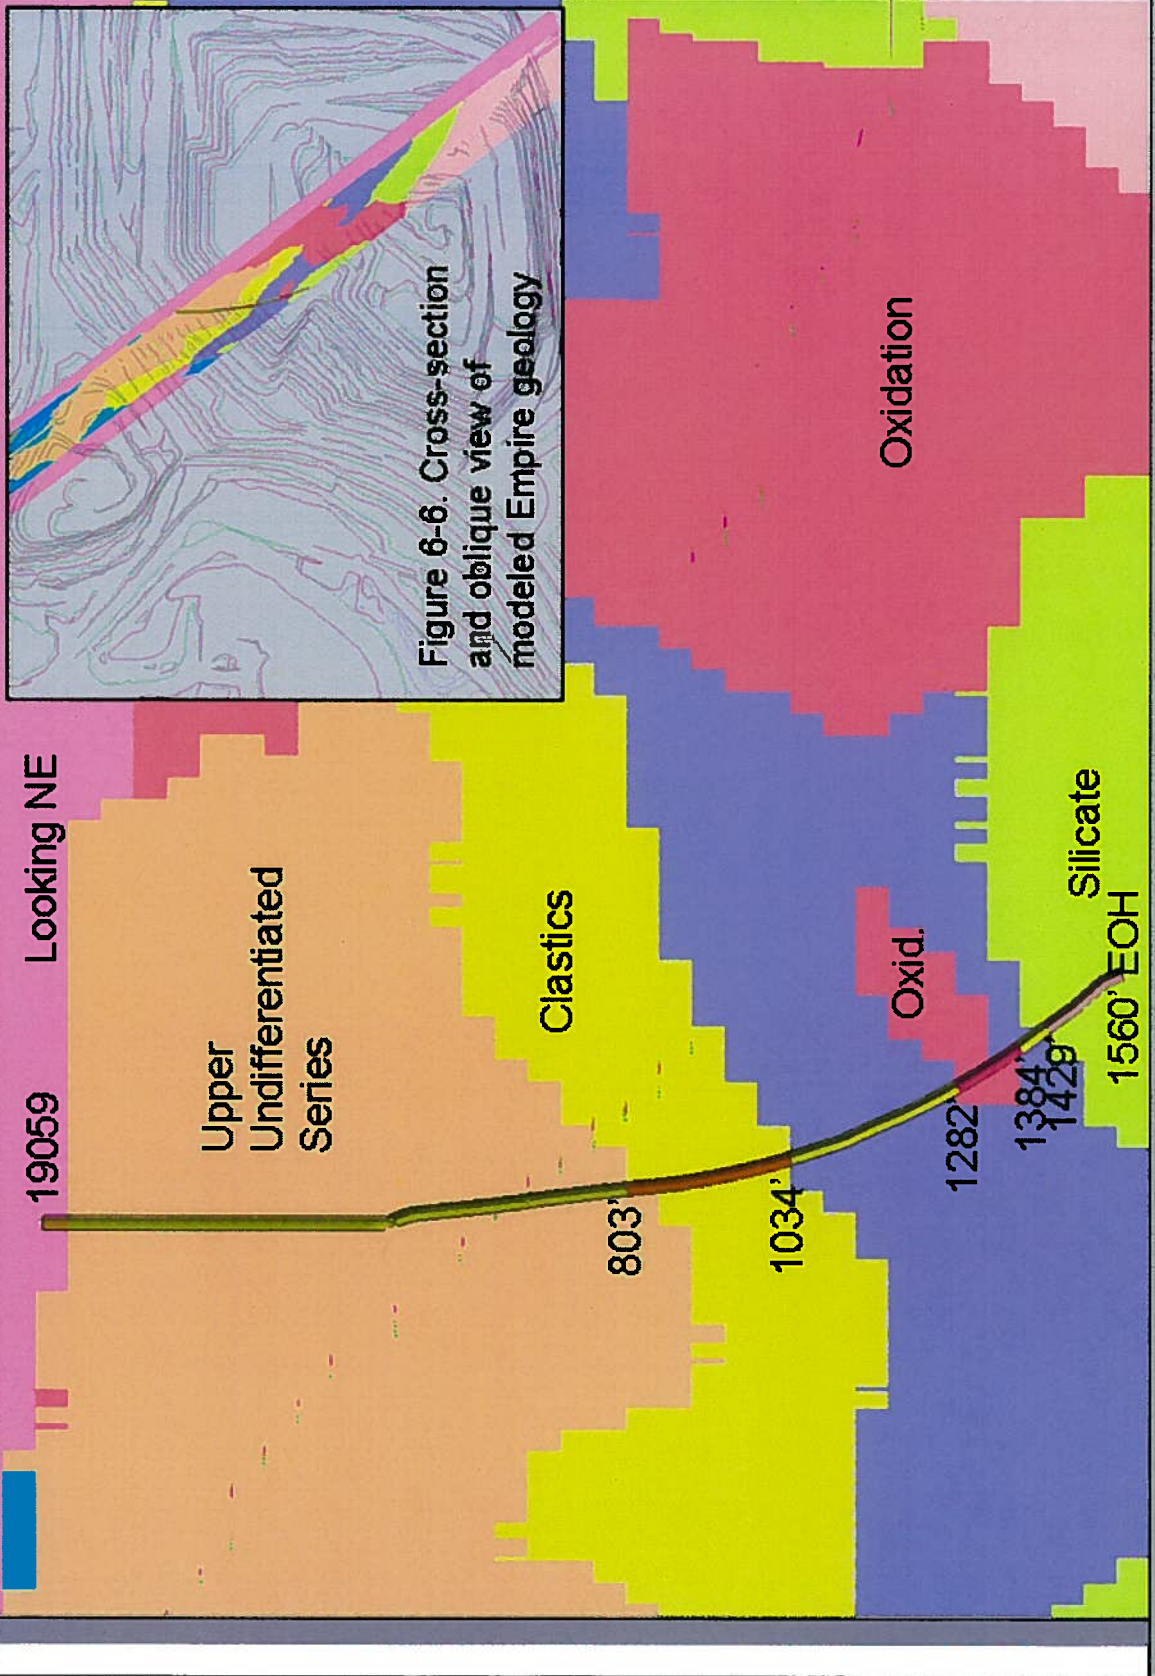 19059
Looking NE
Upper
Undifferentiated
Series
Clastics
803'
1034'
Oxid.
1282'
1384'
1429'
1560' EOH
Silicate
Oxidation
Figure 6-6. Cross-section
and oblique view of
modeled Empire geology